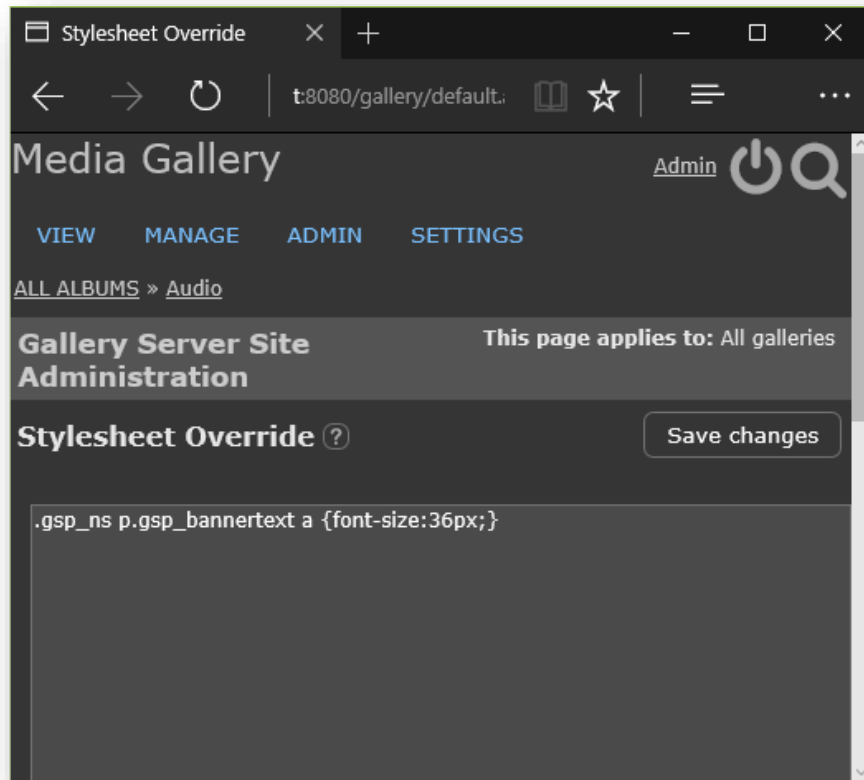 Stylesheet Override
t:8080/gallery/default.
Media Gallery
Admin
VIEW MANAGE ADMIN SETTINGS
ALL ALBUMS » Audio
Gallery Server Site
Administration
This page applies to: All galleries
Stylesheet Override ?
Save changes
.gsp_ns p.gsp_bannertext a {font-size:36px;}